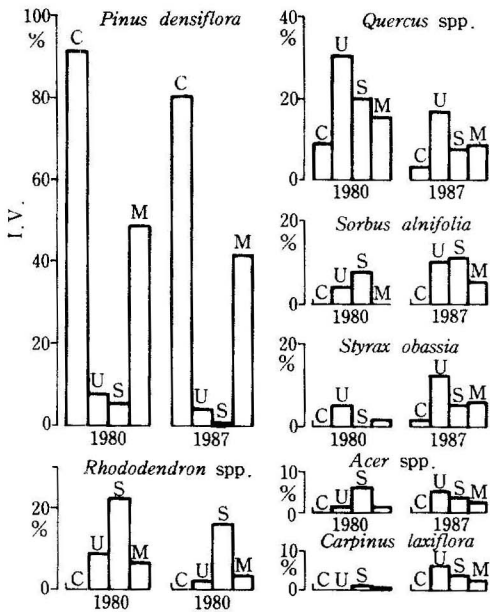 Pinus densiflora
%
100
80
60
40
20
0
I.V.
C U S M
1980
C U S M
1987
Quercus spp.
%
40
20
0
C U S M
1980
C U S M
1987
Sorbus alnifolia
20
%
0
C U S M
1980
C U S M
1987
Styrax obassia
20
%
0
C U S
1980
C U S M
1987
Rhododendron spp.
20
%
0
C U S M
1980
C U S M
1980
Acer spp.
10
%
0
C U S
1980
C U S M
1987
Carpinus laxiflora
10
%
0
C U S
1980
C U S M
1987